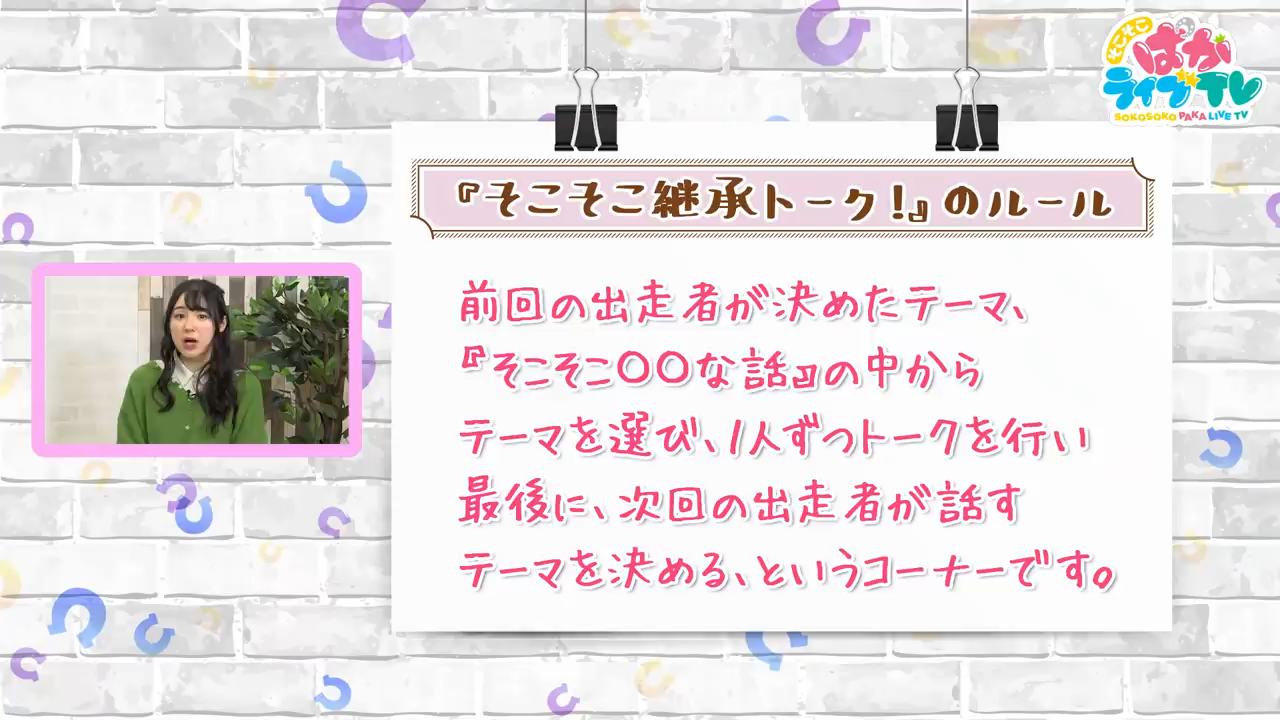 そこそこ
ぱか
ライブTV
SOKOSOKO PAKA LIVE TV
『そこそこ継承トーク！』のルール
前回の出走者が決めたテーマ、
『そこそこ〇〇な話』の中から
テーマを選び、1人ずつトークを行い
最後に、次回の出走者が話す
テーマを決める、というコーナーです。